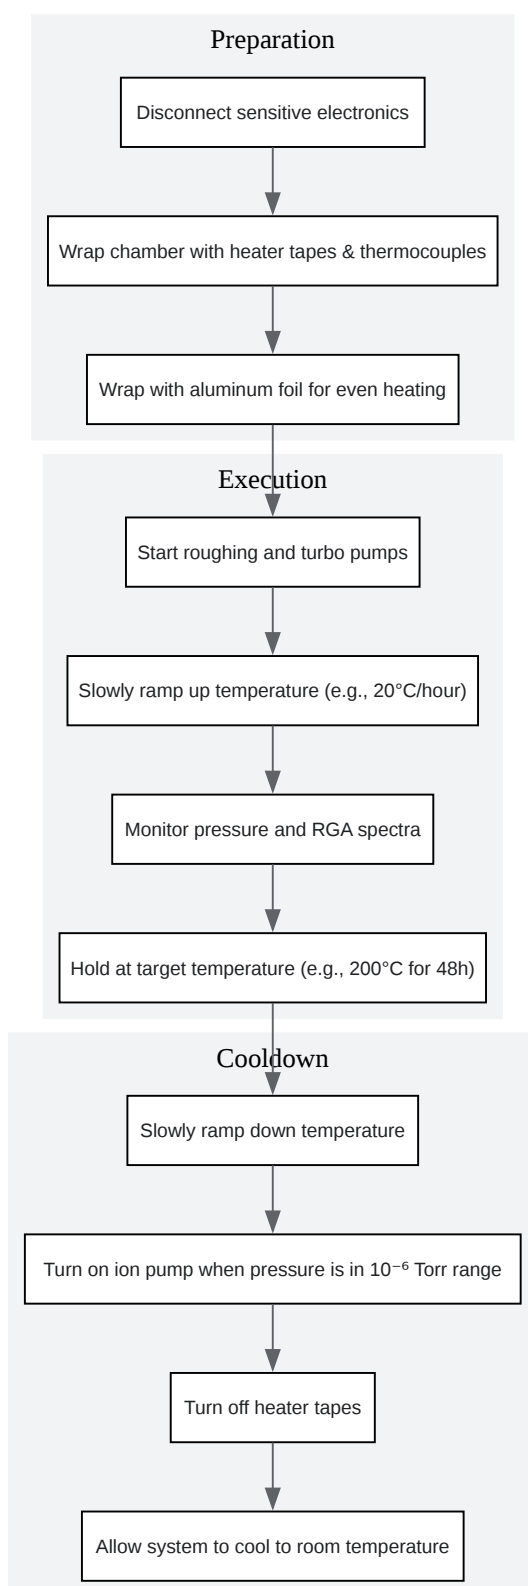 Preparation
Disconnect sensitive electronics
Wrap chamber with heater tapes & thermocouples
Wrap with aluminum foil for even heating
Execution
Start roughing and turbo pumps
Slowly ramp up temperature (e.g., 20°C/hour)
Monitor pressure and RGA spectra
Hold at target temperature (e.g., 200°C for 48h)
Cooldown
Slowly ramp down temperature
Turn on ion pump when pressure is in 10⁻⁶ Torr range
Turn off heater tapes
Allow system to cool to room temperature